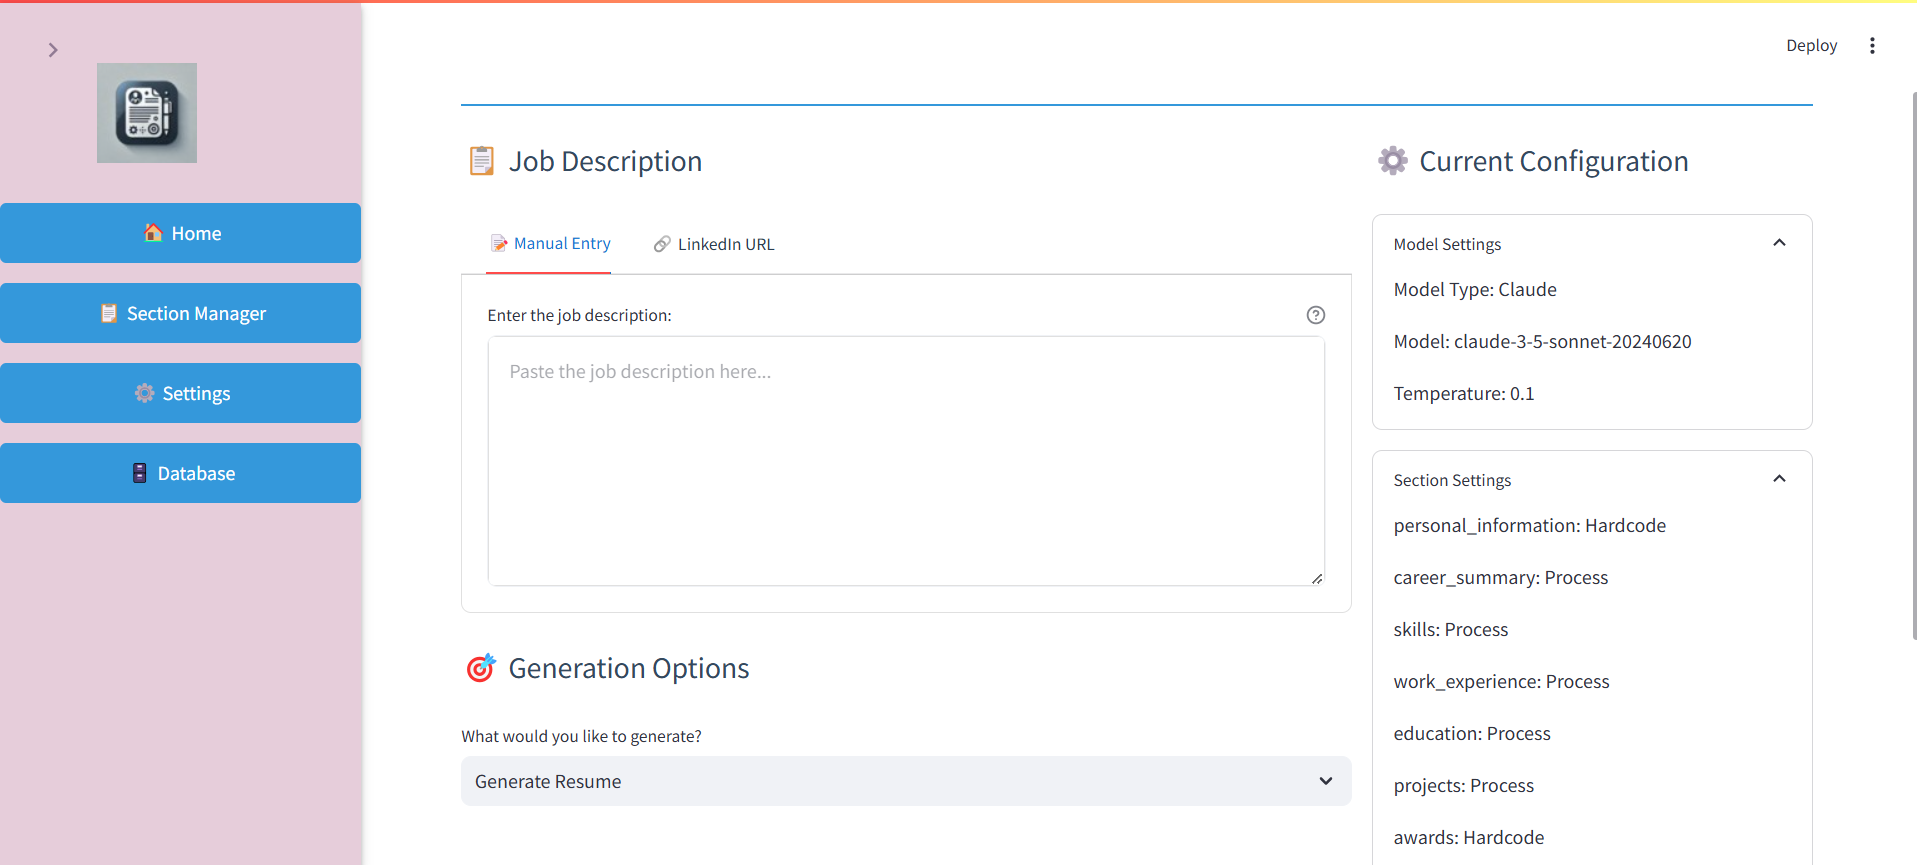 Deploy
Home
Section Manager
Settings
Database
Job Description
Manual Entry
LinkedIn URL
Enter the job description:
Paste the job description here...
Generation Options
What would you like to generate?
Generate Resume
Current Configuration
Model Settings
Model Type: Claude
Model: claude-3-5-sonnet-20240620
Temperature: 0.1
Section Settings
personal_information: Hardcode
career_summary: Process
skills: Process
work_experience: Process
education: Process
projects: Process
awards: Hardcode